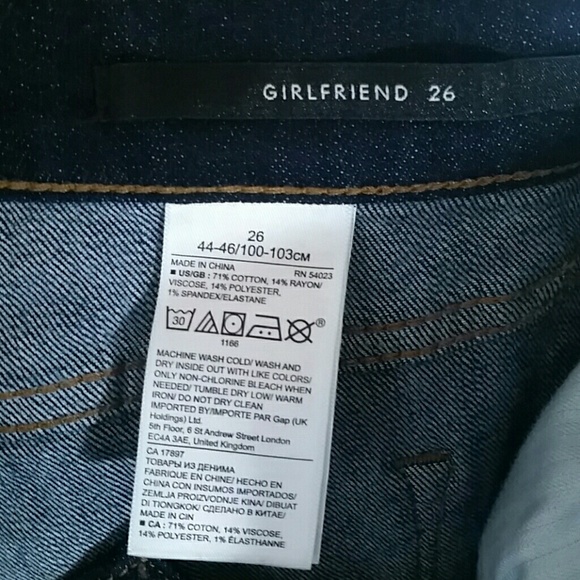 GIRLFRIEND 26
26
44-46/100-103CM
MADE IN CHINA RN 54023
■ US/GB : 71% COTTON, 14% RAYON/
VISCOSE, 14% POLYESTER,
1% SPANDEX/ELASTANE
30 ®
1166
MACHINE WASH COLD/ WASH AND
DRY INSIDE OUT WITH LIKE COLORS/
ONLY NON-CHLORINE BLEACH WHEN
NEEDED/ TUMBLE DRY LOW/ WARM
IRON/ DO NOT DRY CLEAN
IMPORTED BY/IMPORTE PAR Gap (UK
Holdings) Ltd.
5th Floor, 6 St Andrew Street London
EC4A 3AE, United Kingdom
CA 17897
ТОВАРЫ ИЗ ДЕНИМА
FABRIQUE EN CHINE/ HECHO EN
CHINA CON INSUMOS IMPORTADOS/
ZEMLJA PROIZVODNJE KINA/ DIBUAT
DI TIONGKOK/ СДЕЛАНО В КИТАЕ/
MADE IN CIN
■ CA : 71% COTON, 14% VISCOSE,
14% POLYESTER, 1% ÉLASTHANNE